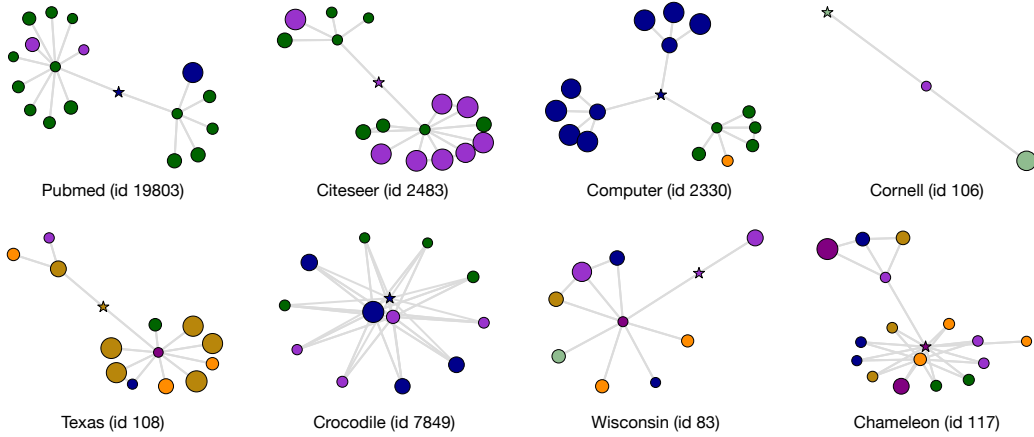 Pubmed (id 19803)
Citeseer (id 2483)
Computer (id 2330)
Cornell (id 106)
Texas (id 108)
Crocodile (id 7849)
Wisconsin (id 83)
Chameleon (id 117)